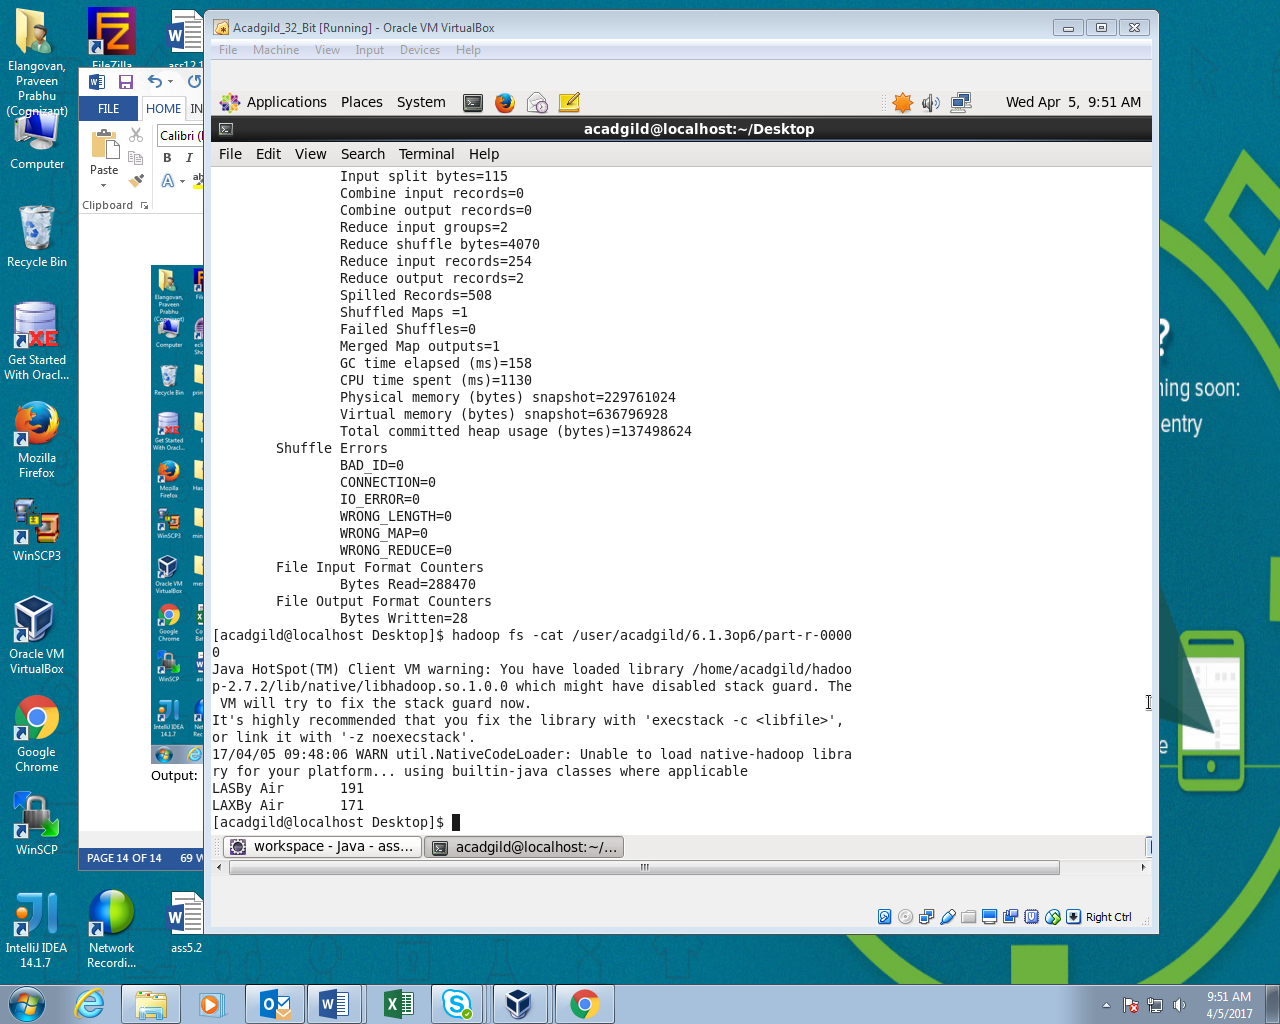 Elangovan,
Praveen
Prabhu
(Cognizant)
FileZilla
ass12.1
Computer
Recycle Bin
Get Started
With Oracl...
Mozilla
Firefox
WinSCP3
Oracle VM
VirtualBox
Google
Chrome
WinSCP
IntelliJ IDEA
14.1.7
Network
Recordi...
ass5.2
FILE
HOME
IN
Calibri (
Paste
B I
Clipboard
Output:
PAGE 14 OF 14
69 W
Acadgild_32_Bit [Running] - Oracle VM VirtualBox
File Machine View Input Devices Help
Applications Places System
Wed Apr 5, 9:51 AM
acadgild@localhost:~/Desktop
File Edit View Search Terminal Help
Input split bytes=115
Combine input records=0
Combine output records=0
Reduce input groups=2
Reduce shuffle bytes=4070
Reduce input records=254
Reduce output records=2
Spilled Records=508
Shuffled Maps =1
Failed Shuffles=0
Merged Map outputs=1
GC time elapsed (ms)=158
CPU time spent (ms)=1130
Physical memory (bytes) snapshot=229761024
Virtual memory (bytes) snapshot=636796928
Total committed heap usage (bytes)=137498624
Shuffle Errors
BAD_ID=0
CONNECTION=0
IO_ERROR=0
WRONG_LENGTH=0
WRONG_MAP=0
WRONG_REDUCE=0
File Input Format Counters
Bytes Read=288470
File Output Format Counters
Bytes Written=28
[acadgild@localhost Desktop]$ hadoop fs -cat /user/acadgild/6.1.3op6/part-r-0000
0
Java HotSpot(TM) Client VM warning: You have loaded library /home/acadgild/hadoo
p-2.7.2/lib/native/libhadoop.so.1.0.0 which might have disabled stack guard. The
VM will try to fix the stack guard now.
It's highly recommended that you fix the library with 'execstack -c <libfile>',
or link it with '-z noexecstack'.
17/04/05 09:48:06 WARN util.NativeCodeLoader: Unable to load native-hadoop libra
ry for your platform... using builtin-java classes where applicable
LASBy Air 191
LAXBy Air 171
[acadgild@localhost Desktop]$
workspace - Java - ass...
acadgild@localhost:~/...
Right Ctrl
?
ning soon:
entry
e
9:51 AM
4/5/2017